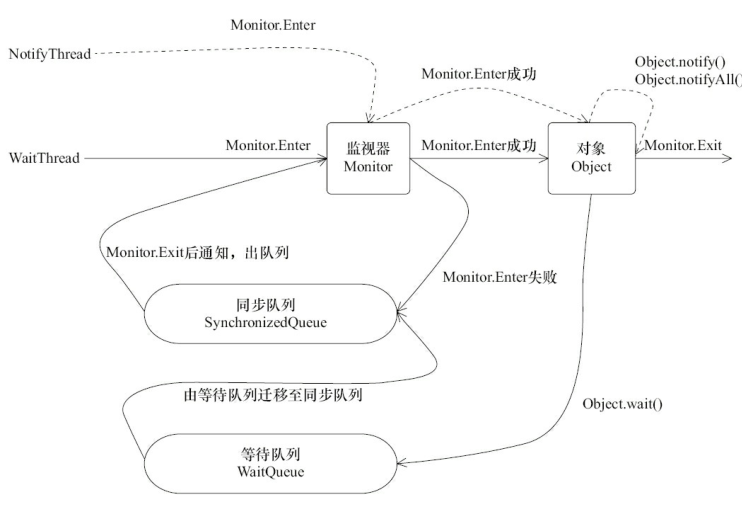 Monitor.Enter
NotifyThread
Monitor.Enter成功
Object.notify()
Object.notifyAll()
WaitThread
Monitor.Enter
监视器
Monitor
Monitor.Enter成功
对象
Object
Monitor.Exit
Monitor.Exit后通知，出队列
Monitor.Enter失败
同步队列
SynchronizedQueue
由等待队列迁移至同步队列
Object.wait()
等待队列
WaitQueue